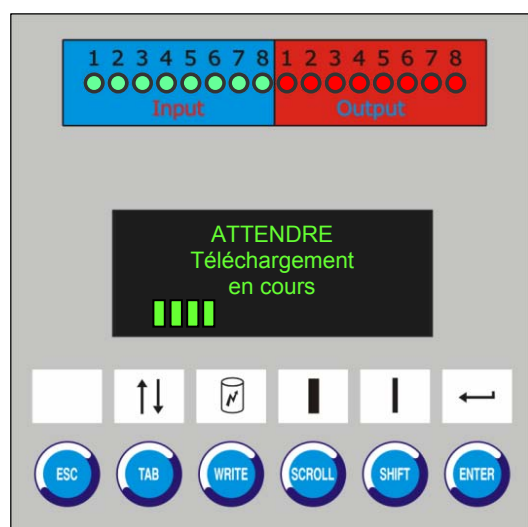 1 2 3 4 5 6 7 8 1 2 3 4 5 6 7 8
Input Output
ATTENDRE
Téléchargement
en cours
ESC TAB WRITE SCROLL SHIFT ENTER